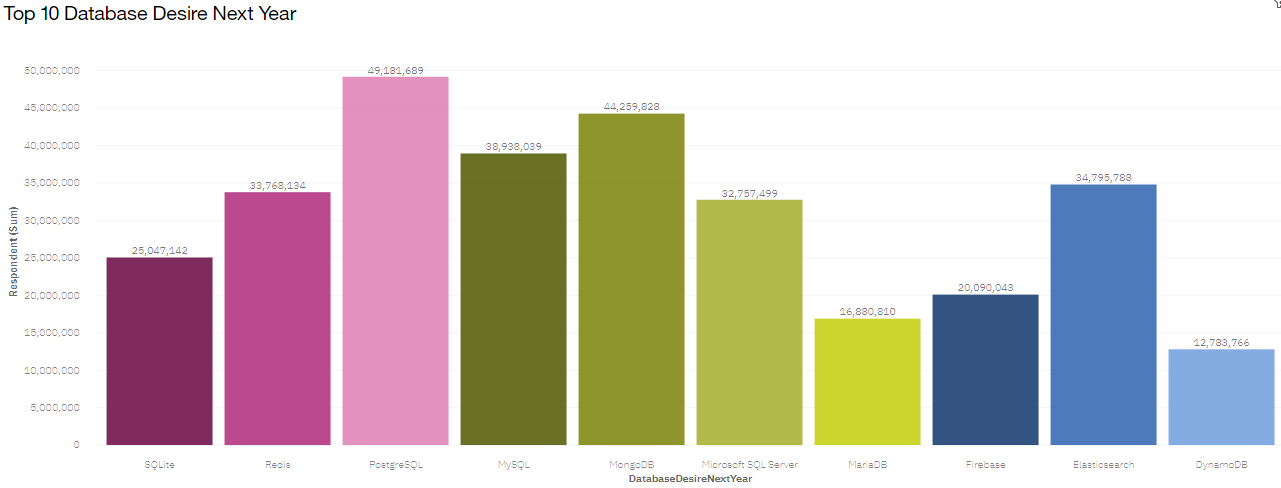 Top 10 Database Desire Next Year
Respondent (Sum)
50,000,000
45,000,000
40,000,000
35,000,000
30,000,000
25,000,000
20,000,000
15,000,000
10,000,000
5,000,000
0
25,047,142
33,768,134
49,181,689
38,938,039
44,259,828
32,757,499
16,880,810
20,090,043
34,795,788
12,783,766
SQLite
Redis
PostgreSQL
MySQL
MongoDB
Microsoft SQL Server
MariaDB
Firebase
Elasticsearch
DynamoDB
DatabaseDesireNextYear